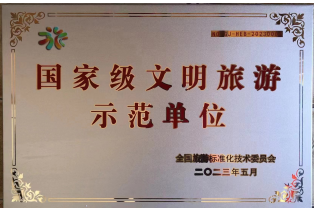 国家级文明旅游
示范单位
全国旅游标准化技术委员会
二〇二三年五月